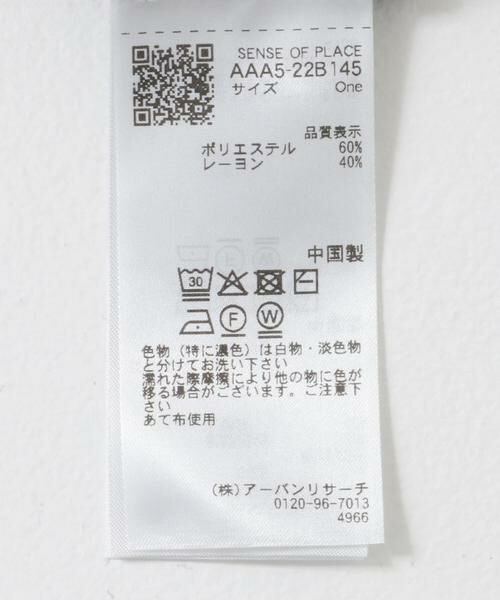 SENSE OF PLACE
AAA5-22B145
サイズ One
品質表示
ポリエステル 60%
レーヨン 40%
中国製
30
F W
色物（特に濃色）は白物・淡色物
と分けてお洗い下さい
濡れた際摩擦により他の物に色が
移る場合がございます。ご注意下
さい
あて布使用
（株）アーバンリサーチ
0120-96-7013
4966